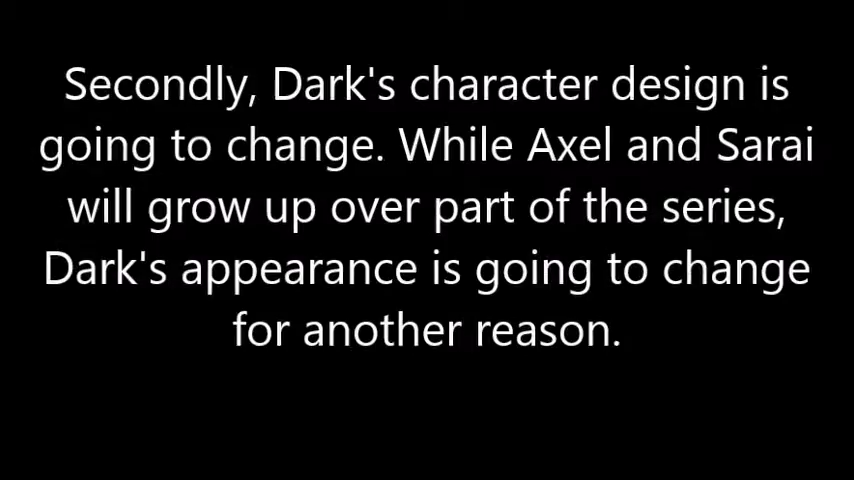 Secondly, Dark's character design is
going to change. While Axel and Sarai
will grow up over part of the series,
Dark's appearance is going to change
for another reason.